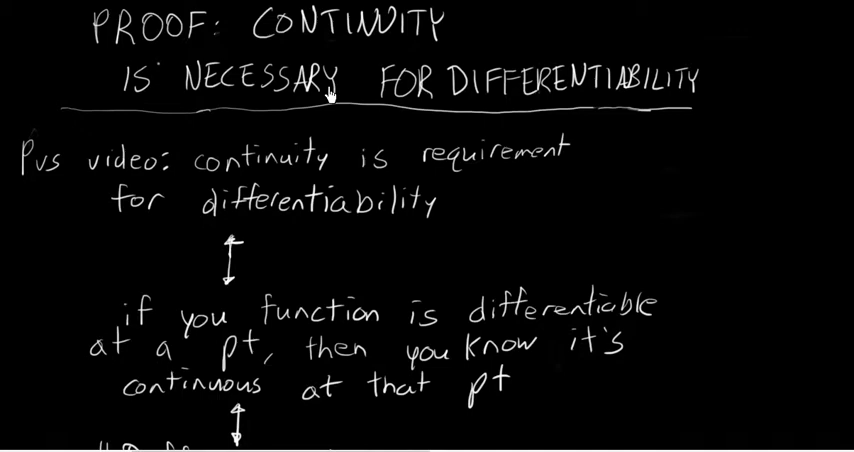 PROOF: CONTINUITY
IS NECESSARY FOR DIFFERENTIABILITY
Pvs video: continuity is requirement
for differentiability
if you function is differentiable
at a pt, then you know it's
continuous at that pt